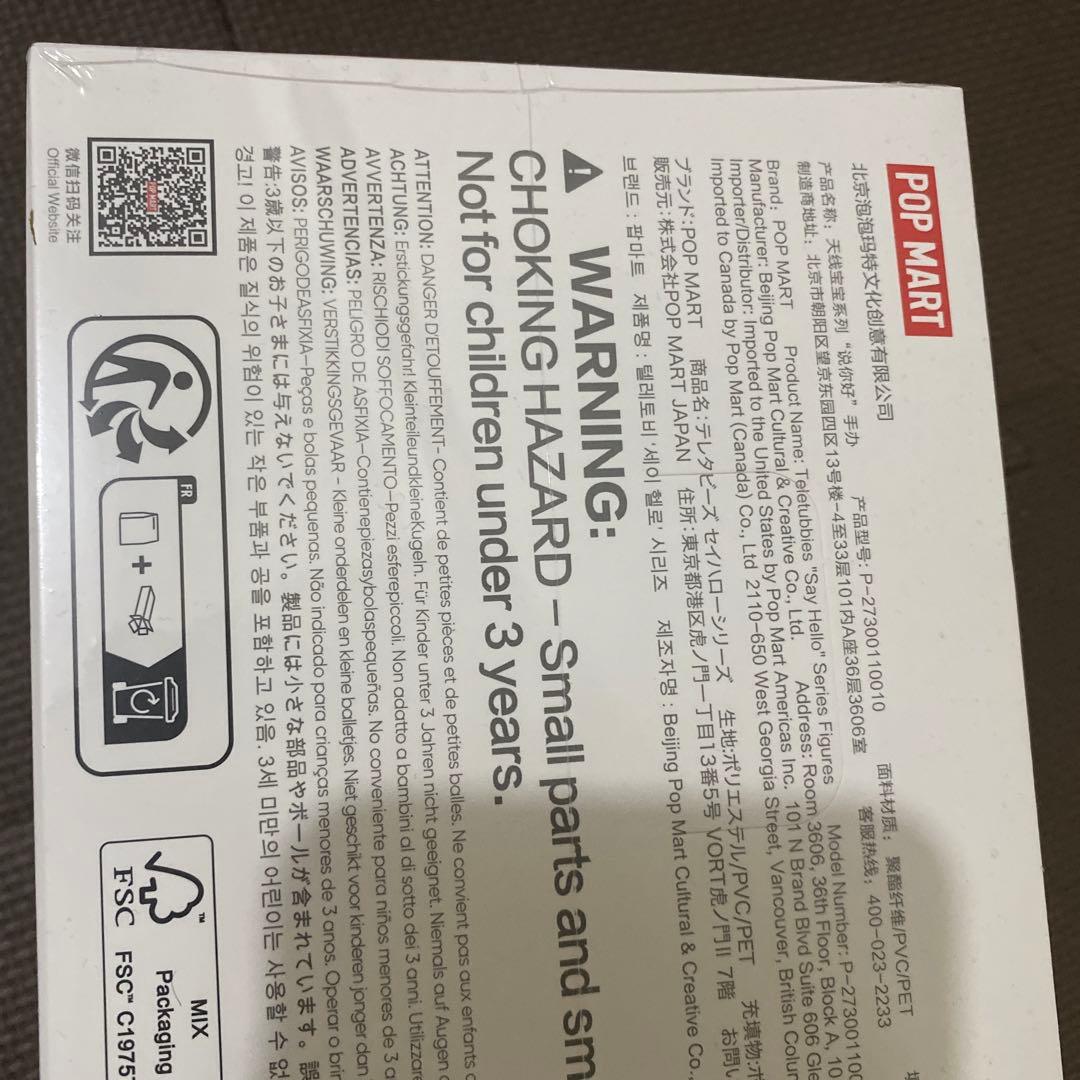 POP MART
北京泡泡玛特文化创意有限公司
产品名称：天线宝宝系列 “说你好” 手办 产品型号：P-2730011 0010 面料材质：聚酯纤维/PVC/PET
制造商地址：北京市朝阳区望京东园四区13号楼-4至33层101内A座36层3606室 客服热线：400-023-2233
Brand: POP MART Product Name: Teletubbies "Say Hello" Series Figures Model Number: P-27300110
Manufacturer: Beijing Pop Mart Cultural & Creative Co., Ltd. Address: Room 3606, 36th Floor, Block A, 10
Importer/Distributor: Imported to the United States by Pop Mart Americas Inc. 101 N Brand Blvd Suite 606 Gle
Imported to Canada by Pop Mart (Canada) Co., Ltd 2110-650 West Georgia Street, Vancouver, British Colum
ブランド:POP MART 商品名:テレタビーズ セイハローシリーズ 生地:ポリエステル/PVC/PET 充填物:ポ
販売元:株式会社POP MART JAPAN 住所:東京都港区虎ノ門一丁目13番5号 VORT虎ノ門II 7階 お問い
브랜드 : 팝마트 제품명 : 텔레토비 '세이 헬로' 시리즈 제조자명 : Beijing Pop Mart Cultural & Creative Co.,
WARNING:
CHOKING HAZARD – Small parts and sm
Not for children under 3 years.
ATTENTION: DANGER DETOUFFEMENT- Contient de petites pièces et de petites balles. Ne convient pas aux enfants
ACHTUNG: Erstickungsgefahr! KleinteileundkleineKugeln. Für Kinder unter 3 Jahren nicht geeignet. Niemals auf Augen
AVVERTENZA: RISCHIODI SOFFOCAMENTO–Pezzi esferepiccoli. Non adatto a bambini al di sotto dei 3 anni. Utilizzare
ADVERTENCIAS: PELIGRO DE ASFIXIA–Contienepiezasybolaspequeñas. No conveniente para niños menores de 3 a
WAARSCHUWING: VERSTIKKINGSGEVAAR - Kleine onderdelen en kleine balletjes. Niet geschikt voor kinderen jonger dan
AVISOS: PERIGODEASFIXIA–Peças e bolas pequenas. Não indicado para crianças menores de 3 anos. Operar o brin
警告:3歳以下のお子さまには与えないでください。製品には小さな部品やボールが含まれています。誤
경고! 이 제품은 질식의 위험이 있는 작은 부품과 공을 포함하고 있음. 3세 미만의 어린이는 사용할 수 없
微信扫码关注
Official Website
FR
+
FSC
MIX
Packaging
FSC™ C1975